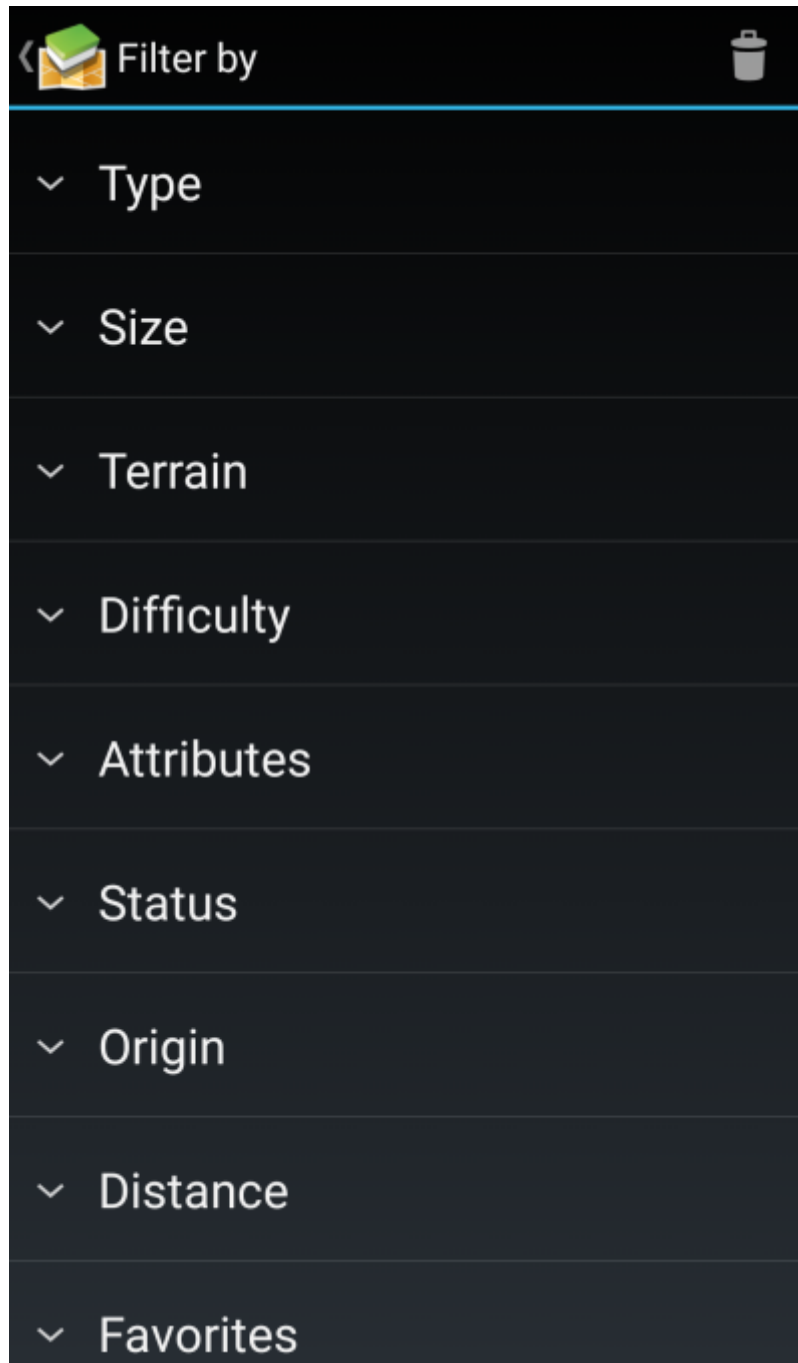 Filter by
Type
Size
Terrain
Difficulty
Attributes
Status
Origin
Distance
Favorites